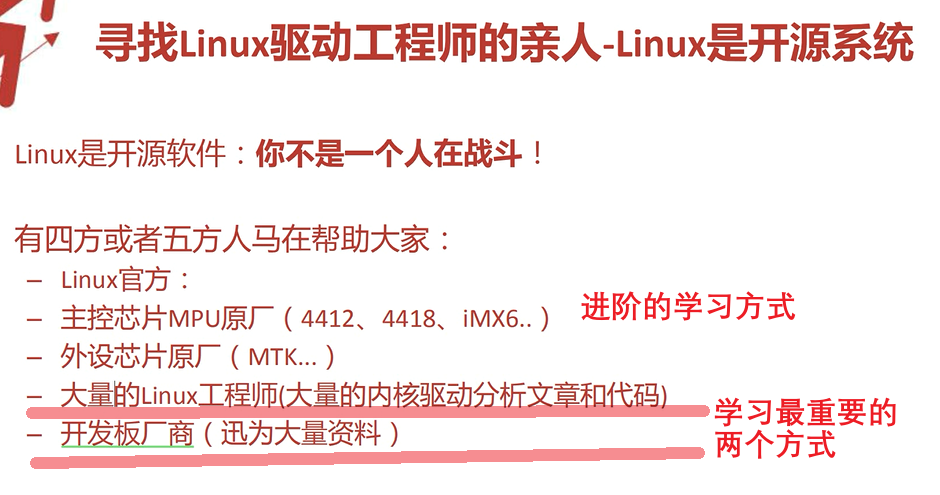 寻找Linux驱动工程师的亲人-Linux是开源系统
Linux是开源软件：你不是一个人在战斗！
有四方或者五方人马在帮助大家：
– Linux官方：
– 主控芯片MPU原厂（4412、4418、iMX6..）
进阶的学习方式
– 外设芯片原厂（MTK...）
– 大量的Linux工程师(大量的内核驱动分析文章和代码)
– 开发板厂商（迅为大量资料）
学习最重要的
两个方式